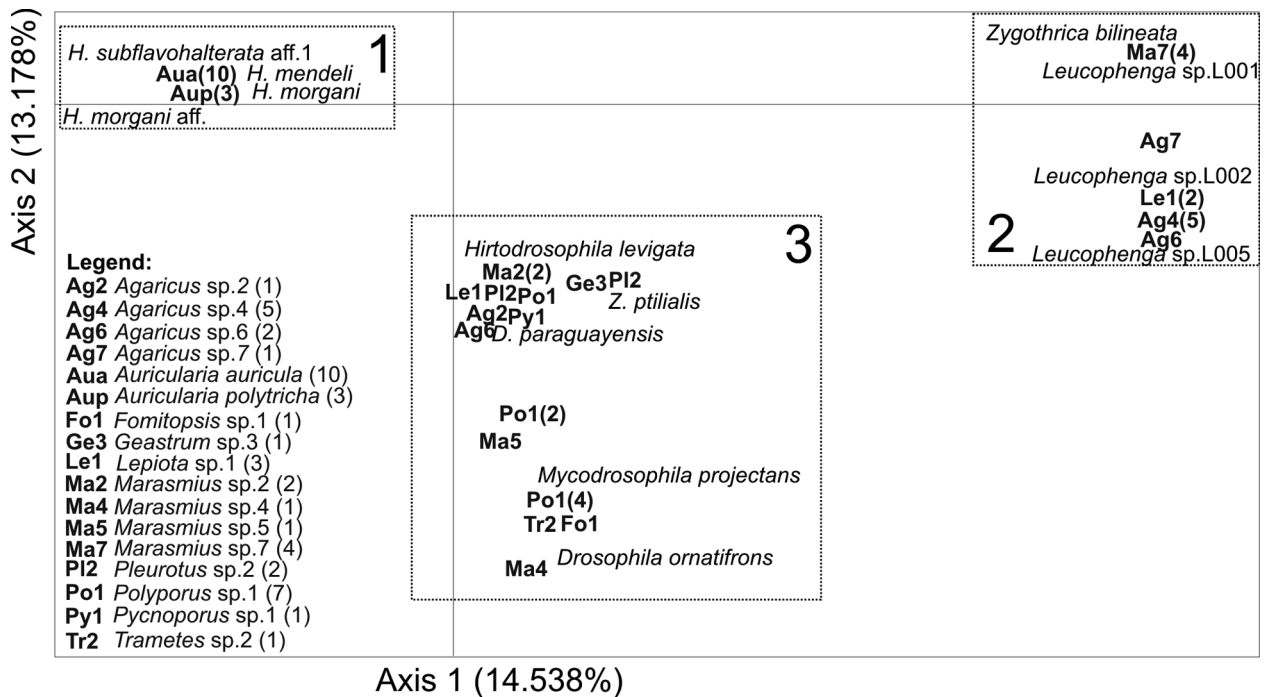 Axis 2 (13.178%)
H. subflavohalterata aff.1
1
Aua(10) H. mendeli
Aup(3) H. morgani
H. morgani aff.
Zygothrica bilineata
Ma7(4)
Leucophenga sp.L001
Ag7
Leucophenga sp.L002
Le1(2)
Ag4(5)
2
Ag6
Leucophenga sp.L005
3
Hirtodrosophila levigata
Ma2(2)
Ge3 Pl2
Le1 Pl2 Po1
Z. ptilialis
Ag2 Py1
Ag6 D. paraguayensis
Po1(2)
Ma5
Mycodrosophila projectans
Po1(4)
Tr2 Fo1
Drosophila ornatifrons
Ma4
Legend:
Ag2 Agaricus sp.2 (1)
Ag4 Agaricus sp.4 (5)
Ag6 Agaricus sp.6 (2)
Ag7 Agaricus sp.7 (1)
Aua Auricularia auricula (10)
Aup Auricularia polytricha (3)
Fo1 Fomitopsis sp.1 (1)
Ge3 Geastrum sp.3 (1)
Le1 Lepiota sp.1 (3)
Ma2 Marasmius sp.2 (2)
Ma4 Marasmius sp.4 (1)
Ma5 Marasmius sp.5 (1)
Ma7 Marasmius sp.7 (4)
Pl2 Pleurotus sp.2 (2)
Po1 Polyporus sp.1 (7)
Py1 Pycnoporus sp.1 (1)
Tr2 Trametes sp.2 (1)
Axis 1 (14.538%)